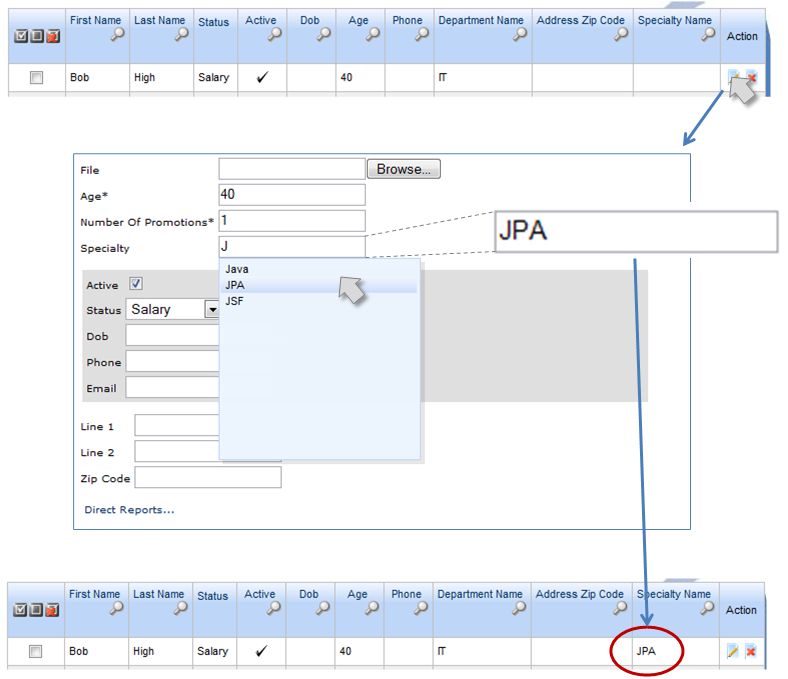 First Name Last Name Status Active Dob Age Phone Department Name Address Zip Code Specialty Name Action
Bob High Salary 40 IT
File Browse...
Age* 40
Number Of Promotions* 1
Specialty J
JPA
Java
JPA
JSF
Active
Status Salary
Dob
Phone
Email
Line 1
Line 2
Zip Code
Direct Reports...
First Name Last Name Status Active Dob Age Phone Department Name Address Zip Code Specialty Name Action
Bob High Salary 40 IT JPA